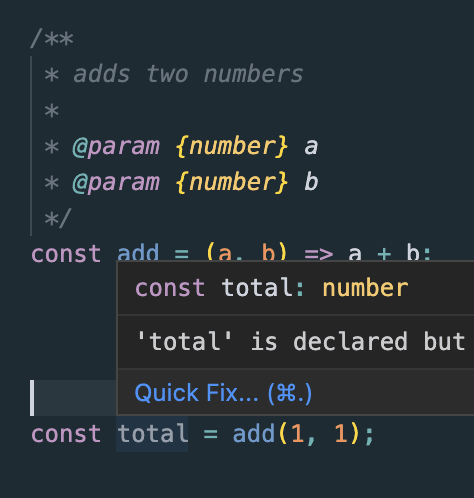 /**
* adds two numbers
*
* @param {number} a
* @param {number} b
*/
const add = (a, b) => a + b;
const total: number
'total' is declared but
Quick Fix... (⌘.)
const total = add(1, 1);